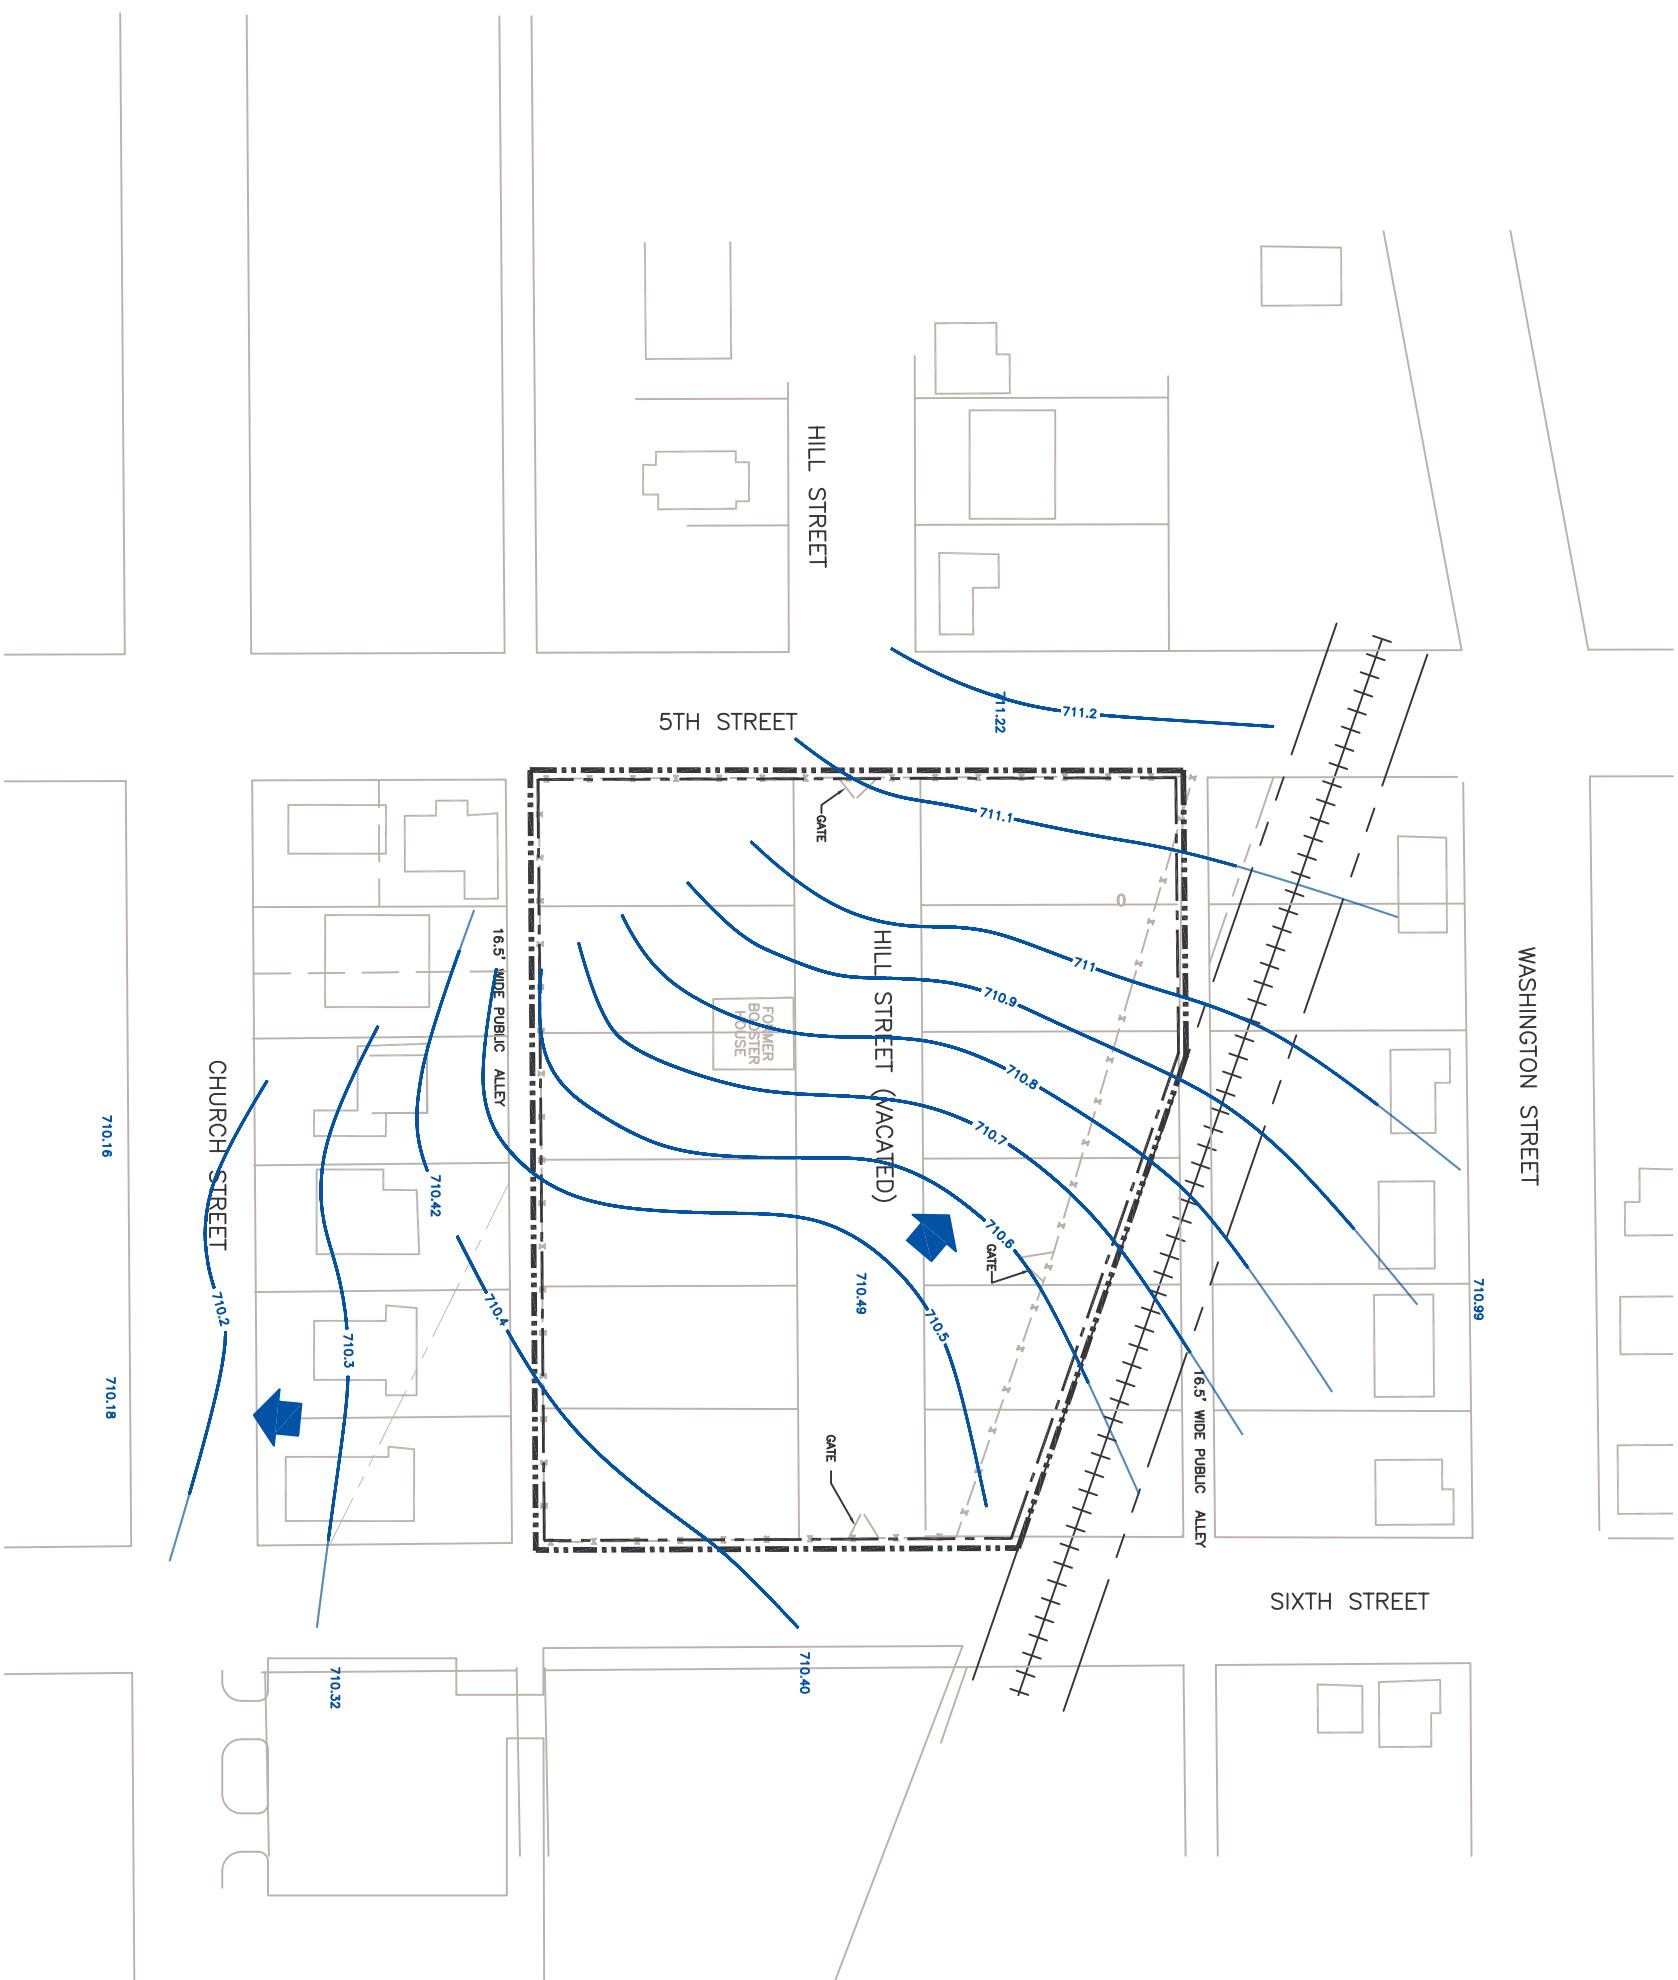 HILL STREET
5TH STREET
711.22
711.2
711.1
GATE
0
16.5' WIDE PUBLIC ALLEY
HILL STREET (VACATED)
WASHINGTON STREET
711
710.9
FORMER
BOOSTER
HOUSE
CHURCH STREET
710.8
710.16
710.7
710.42
710.6
GATE
710.49
710.99
710.2
710.4
710.5
710.3
710.18
16.5' WIDE PUBLIC ALLEY
GATE
SIXTH STREET
710.32
710.40